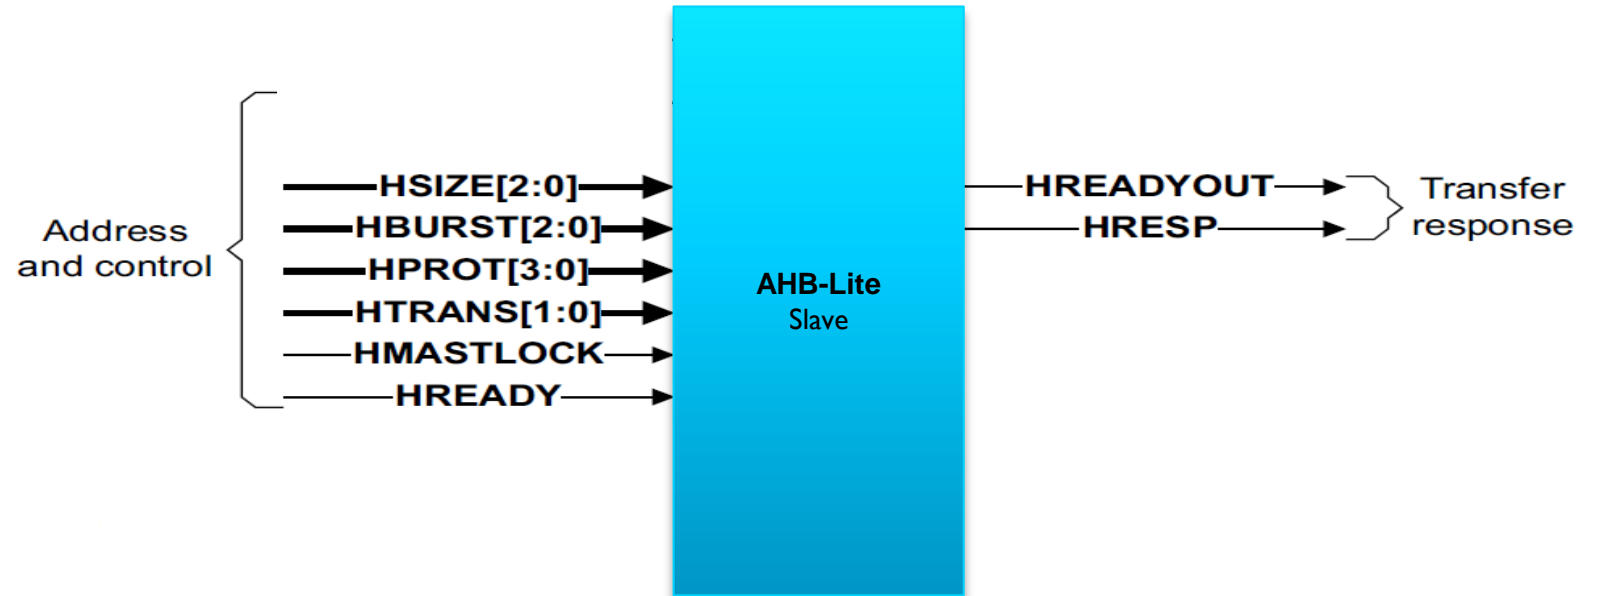 Address
and control
HSIZE[2:0]
HBURST[2:0]
HPROT[3:0]
HTRANS[1:0]
HMASTLOCK
HREADY
AHB-Lite
Slave
HREADYOUT
HRESP
Transfer
response